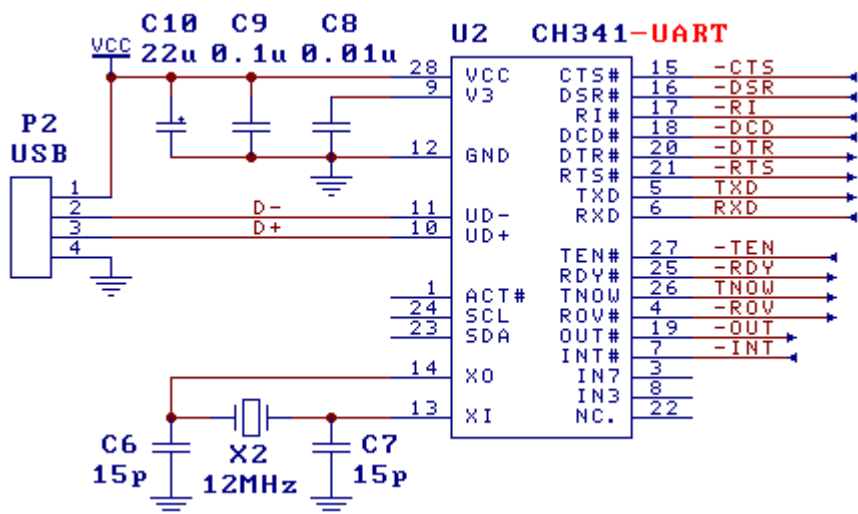 C10 C9 C8
VCC 22u 0.1u 0.01u
U2 CH341-UART
P2
USB
1
2 D-
3 D+
4
28 VCC
9 V3
12 GND
11 UD-
10 UD+
1 ACT#
24 SCL
23 SDA
14 XO
13 XI
CTS# 15 -CTS
DSR# 16 -DSR
RI# 17 -RI
DCD# 18 -DCD
DTR# 20 -DTR
RTS# 21 -RTS
TXD 5 TXD
RXD 6 RXD
TEN# 27 -TEN
RDY# 25 -RDY
TNOW 26 TNOW
ROV# 4 -ROV
OUT# 19 -OUT
INT# 7 -INT
IN7 3
IN3 8
NC. 22
C6 X2 C7
15p 12MHz 15p